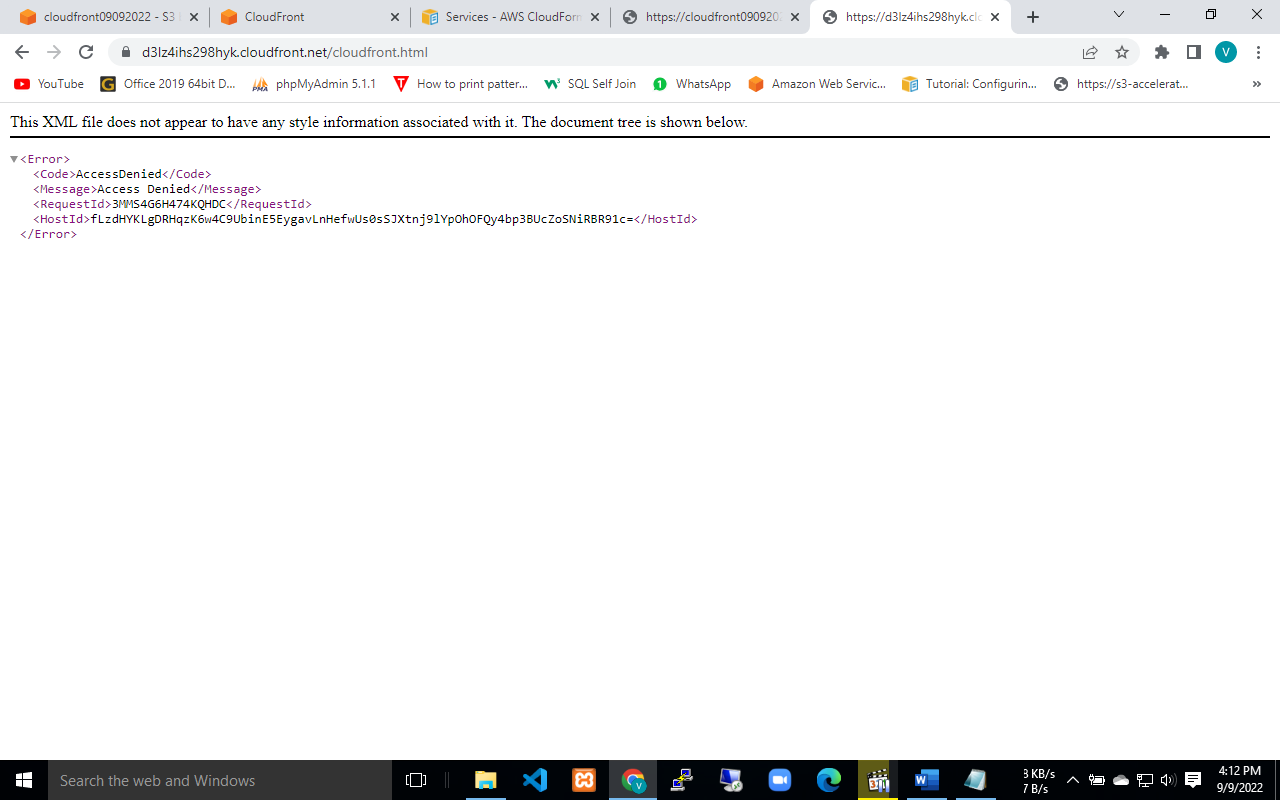 cloudfront09092022 - S3
CloudFront
Services - AWS CloudForm
https://cloudfront090920
https://d3lz4ihs298hyk.clo
d3lz4ihs298hyk.cloudfront.net/cloudfront.html
V
YouTube
Office 2019 64bit D...
phpMyAdmin 5.1.1
How to print patter...
SQL Self Join
WhatsApp
Amazon Web Servic...
Tutorial: Configurin...
https://s3-accelerat...
»
This XML file does not appear to have any style information associated with it. The document tree is shown below.
<Error>
<Code>AccessDenied</Code>
<Message>Access Denied</Message>
<RequestId>3MMS4G6H474KQHDC</RequestId>
<HostId>fLzdHYKLgDRHqzK6w4C9UbinE5EygavLnHefwUs0sSJXtnj9lYpOhOFQy4bp3BUcZoSNiRBR91c=</HostId>
</Error>
Search the web and Windows
3 KB/s
7 B/s
4:12 PM
9/9/2022